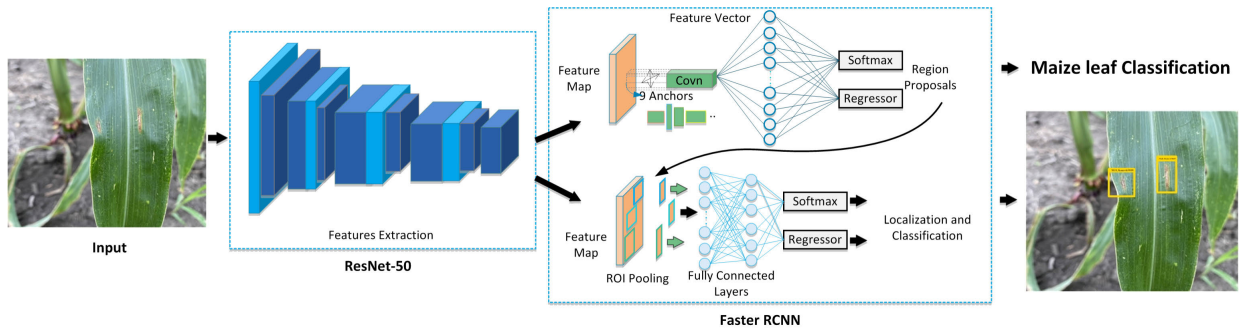 Input
Features Extraction
ResNet-50
Feature Vector
Feature
Map
Covn
9 Anchors
..
Softmax
Regressor
Region
Proposals
Feature
Map
ROI Pooling
Fully Connected
Layers
Softmax
Regressor
Localization and
Classification
Faster RCNN
Maize leaf Classification